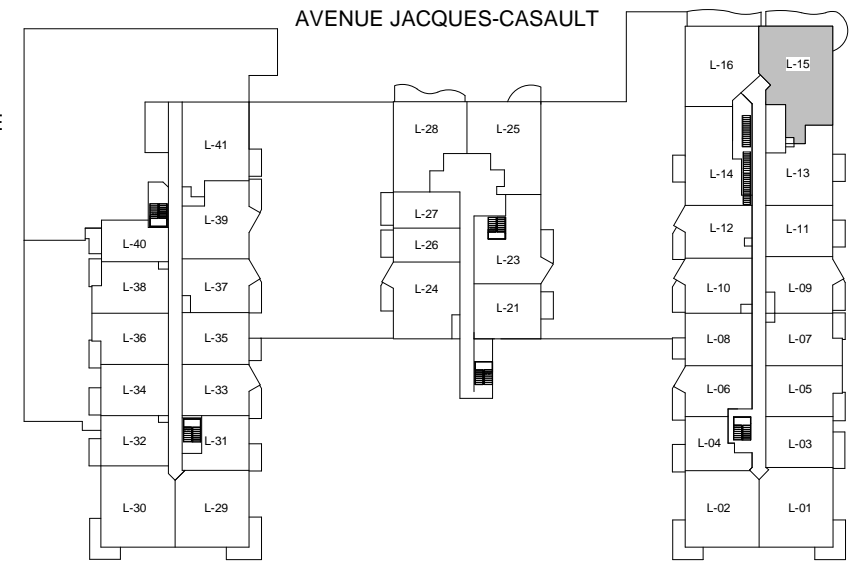 AVENUE JACQUES-CASAULT
L-16
L-15
E
L-28
L-25
L-41
L-14
L-13
L-27
L-39
L-12
L-11
L-40
L-26
L-23
L-38
L-37
L-24
L-10
L-09
L-21
L-36
L-35
L-08
L-07
L-34
L-33
L-06
L-05
L-32
L-31
L-04
L-03
L-30
L-29
L-02
L-01